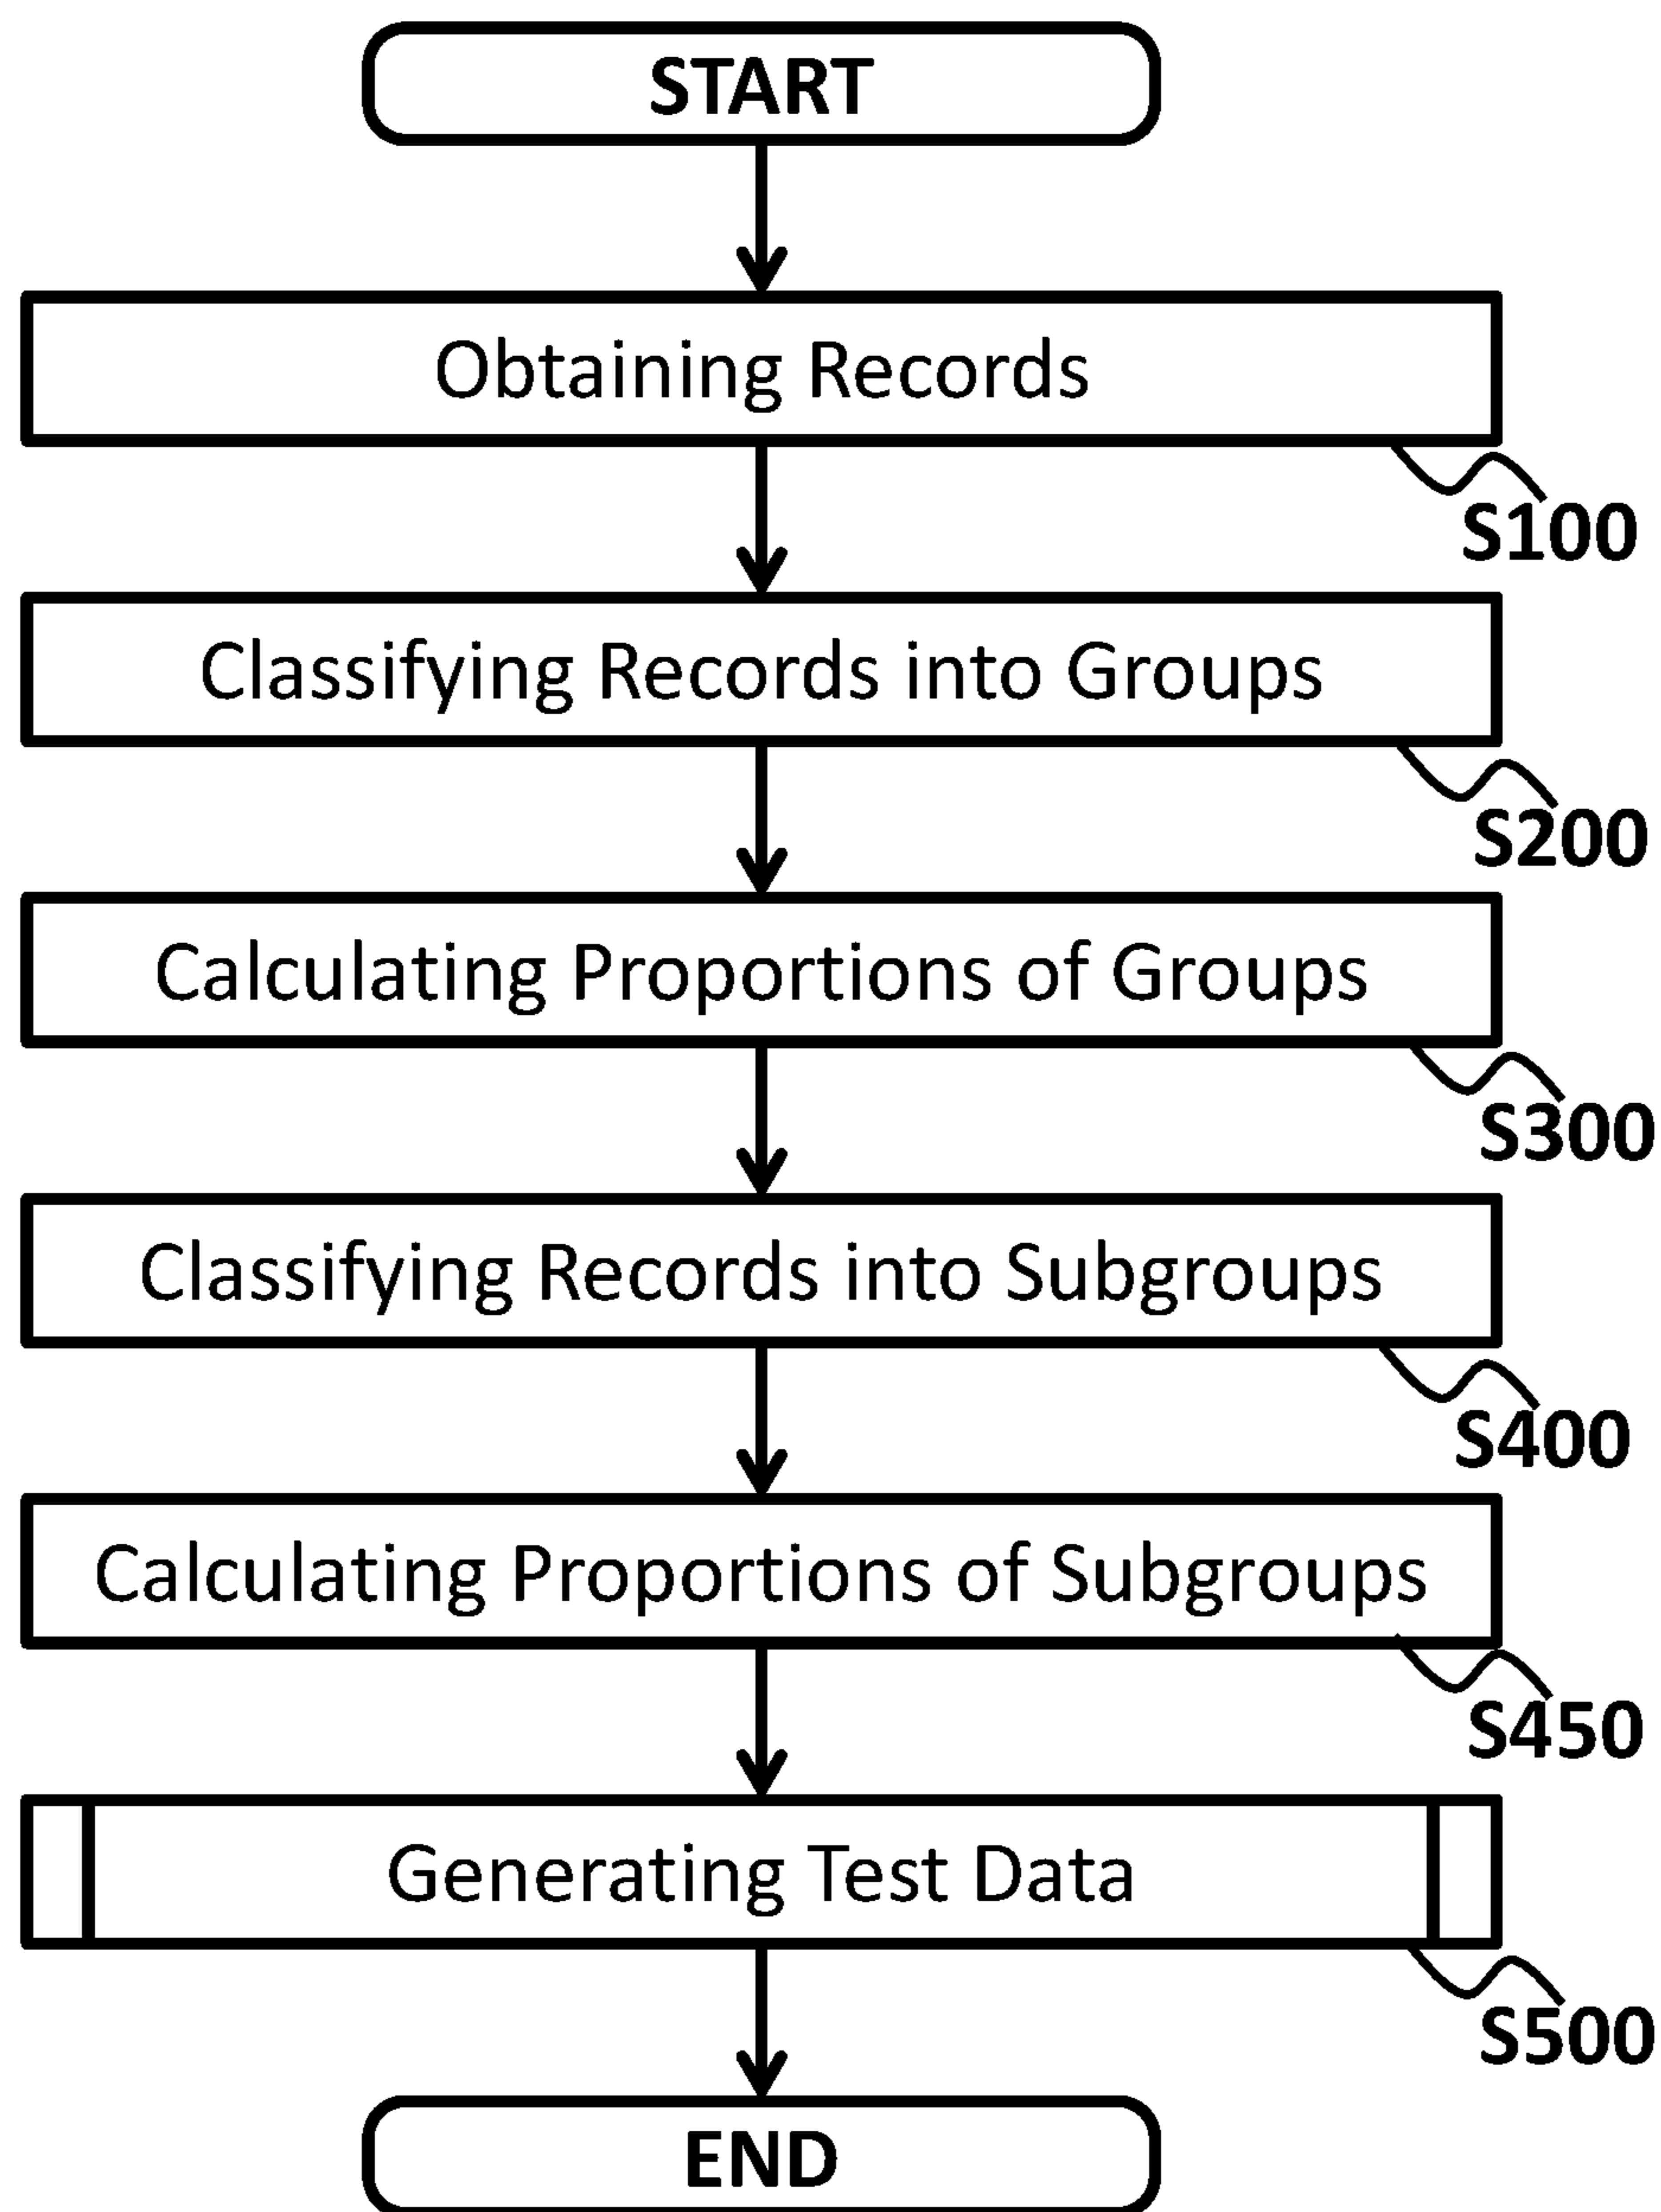 START
Obtaining Records
S100
Classifying Records into Groups
S200
Calculating Proportions of Groups
S300
Classifying Records into Subgroups
S400
Calculating Proportions of Subgroups
S450
Generating Test Data
S500
END